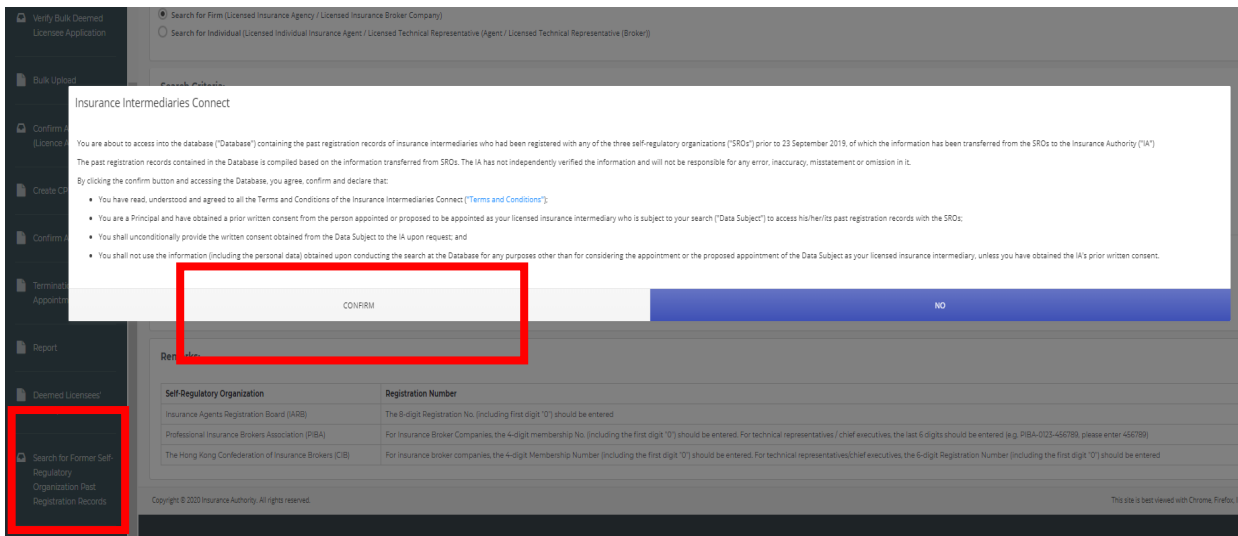 Verify Bulk Deemed
Licensee Application
Bulk Upload
Confirm A
(Licence A
Create CP
Confirm A
Terminati
Appointm
Report
Deemed Licensees'
Search for Former Self-
Regulatory
Organization Past
Registration Records
Search for Firm (Licensed Insurance Agency / Licensed Insurance Broker Company)
Search for Individual (Licensed Individual Insurance Agent / Licensed Technical Representative (Agent / Licensed Technical Representative (Broker))
Search Criteria:
Insurance Intermediaries Connect
You are about to access into the database ("Database") containing the past registration records of insurance intermediaries who had been registered with any of the three self-regulatory organizations ("SROs") prior to 23 September 2019, of which the information has been transferred from the SROs to the Insurance Authority ("IA")
The past registration records contained in the Database is compiled based on the information transferred from SROs. The IA has not independently verified the information and will not be responsible for any error, inaccuracy, misstatement or omission in it.
By clicking the confirm button and accessing the Database, you agree, confirm and declare that:
• You have read, understood and agreed to all the Terms and Conditions of the Insurance Intermediaries Connect ("Terms and Conditions");
• You are a Principal and have obtained a prior written consent from the person appointed or proposed to be appointed as your licensed insurance intermediary who is subject to your search ("Data Subject") to access his/her/its past registration records with the SROs;
• You shall unconditionally provide the written consent obtained from the Data Subject to the IA upon request; and
• You shall not use the information (including the personal data) obtained upon conducting the search at the Database for any purposes other than for considering the appointment or the proposed appointment of the Data Subject as your licensed insurance intermediary, unless you have obtained the IA's prior written consent.
CONFIRM NO
Remarks:
Self-Regulatory Organization Registration Number
Insurance Agents Registration Board (IARB) The 8-digit Registration No. (including first digit "0") should be entered
Professional Insurance Brokers Association (PIBA) For Insurance Broker Companies, the 4-digit membership No. (including the first digit "0") should be entered. For technical representatives / chief executives, the last 6 digits should be entered (e.g. PIBA-0123-456789, please enter 456789)
The Hong Kong Confederation of Insurance Brokers (CIB) For insurance broker companies, the 4-digit Membership Number (including the first digit "0") should be entered. For technical representatives/chief executives, the 6-digit Registration Number (including the first digit "0") should be entered
Copyright © 2020 Insurance Authority. All rights reserved. This site is best viewed with Chrome, Firefox,